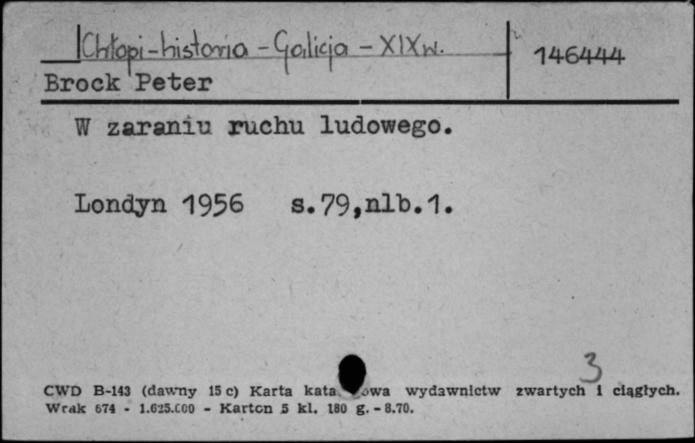 Chłopi-historia - Galicja - XIXw.
146444
Brock Peter
W zaraniu ruchu ludowego.
Londyn 1956 s.79,nlb.1.
3
CWD B-143 (dawny 15 c) Karta kata owa wydawnictw zwartych i ciągłych.
Wrak 674 - 1.625.000 - Karton 5 kl. 180 g. - 8.70.